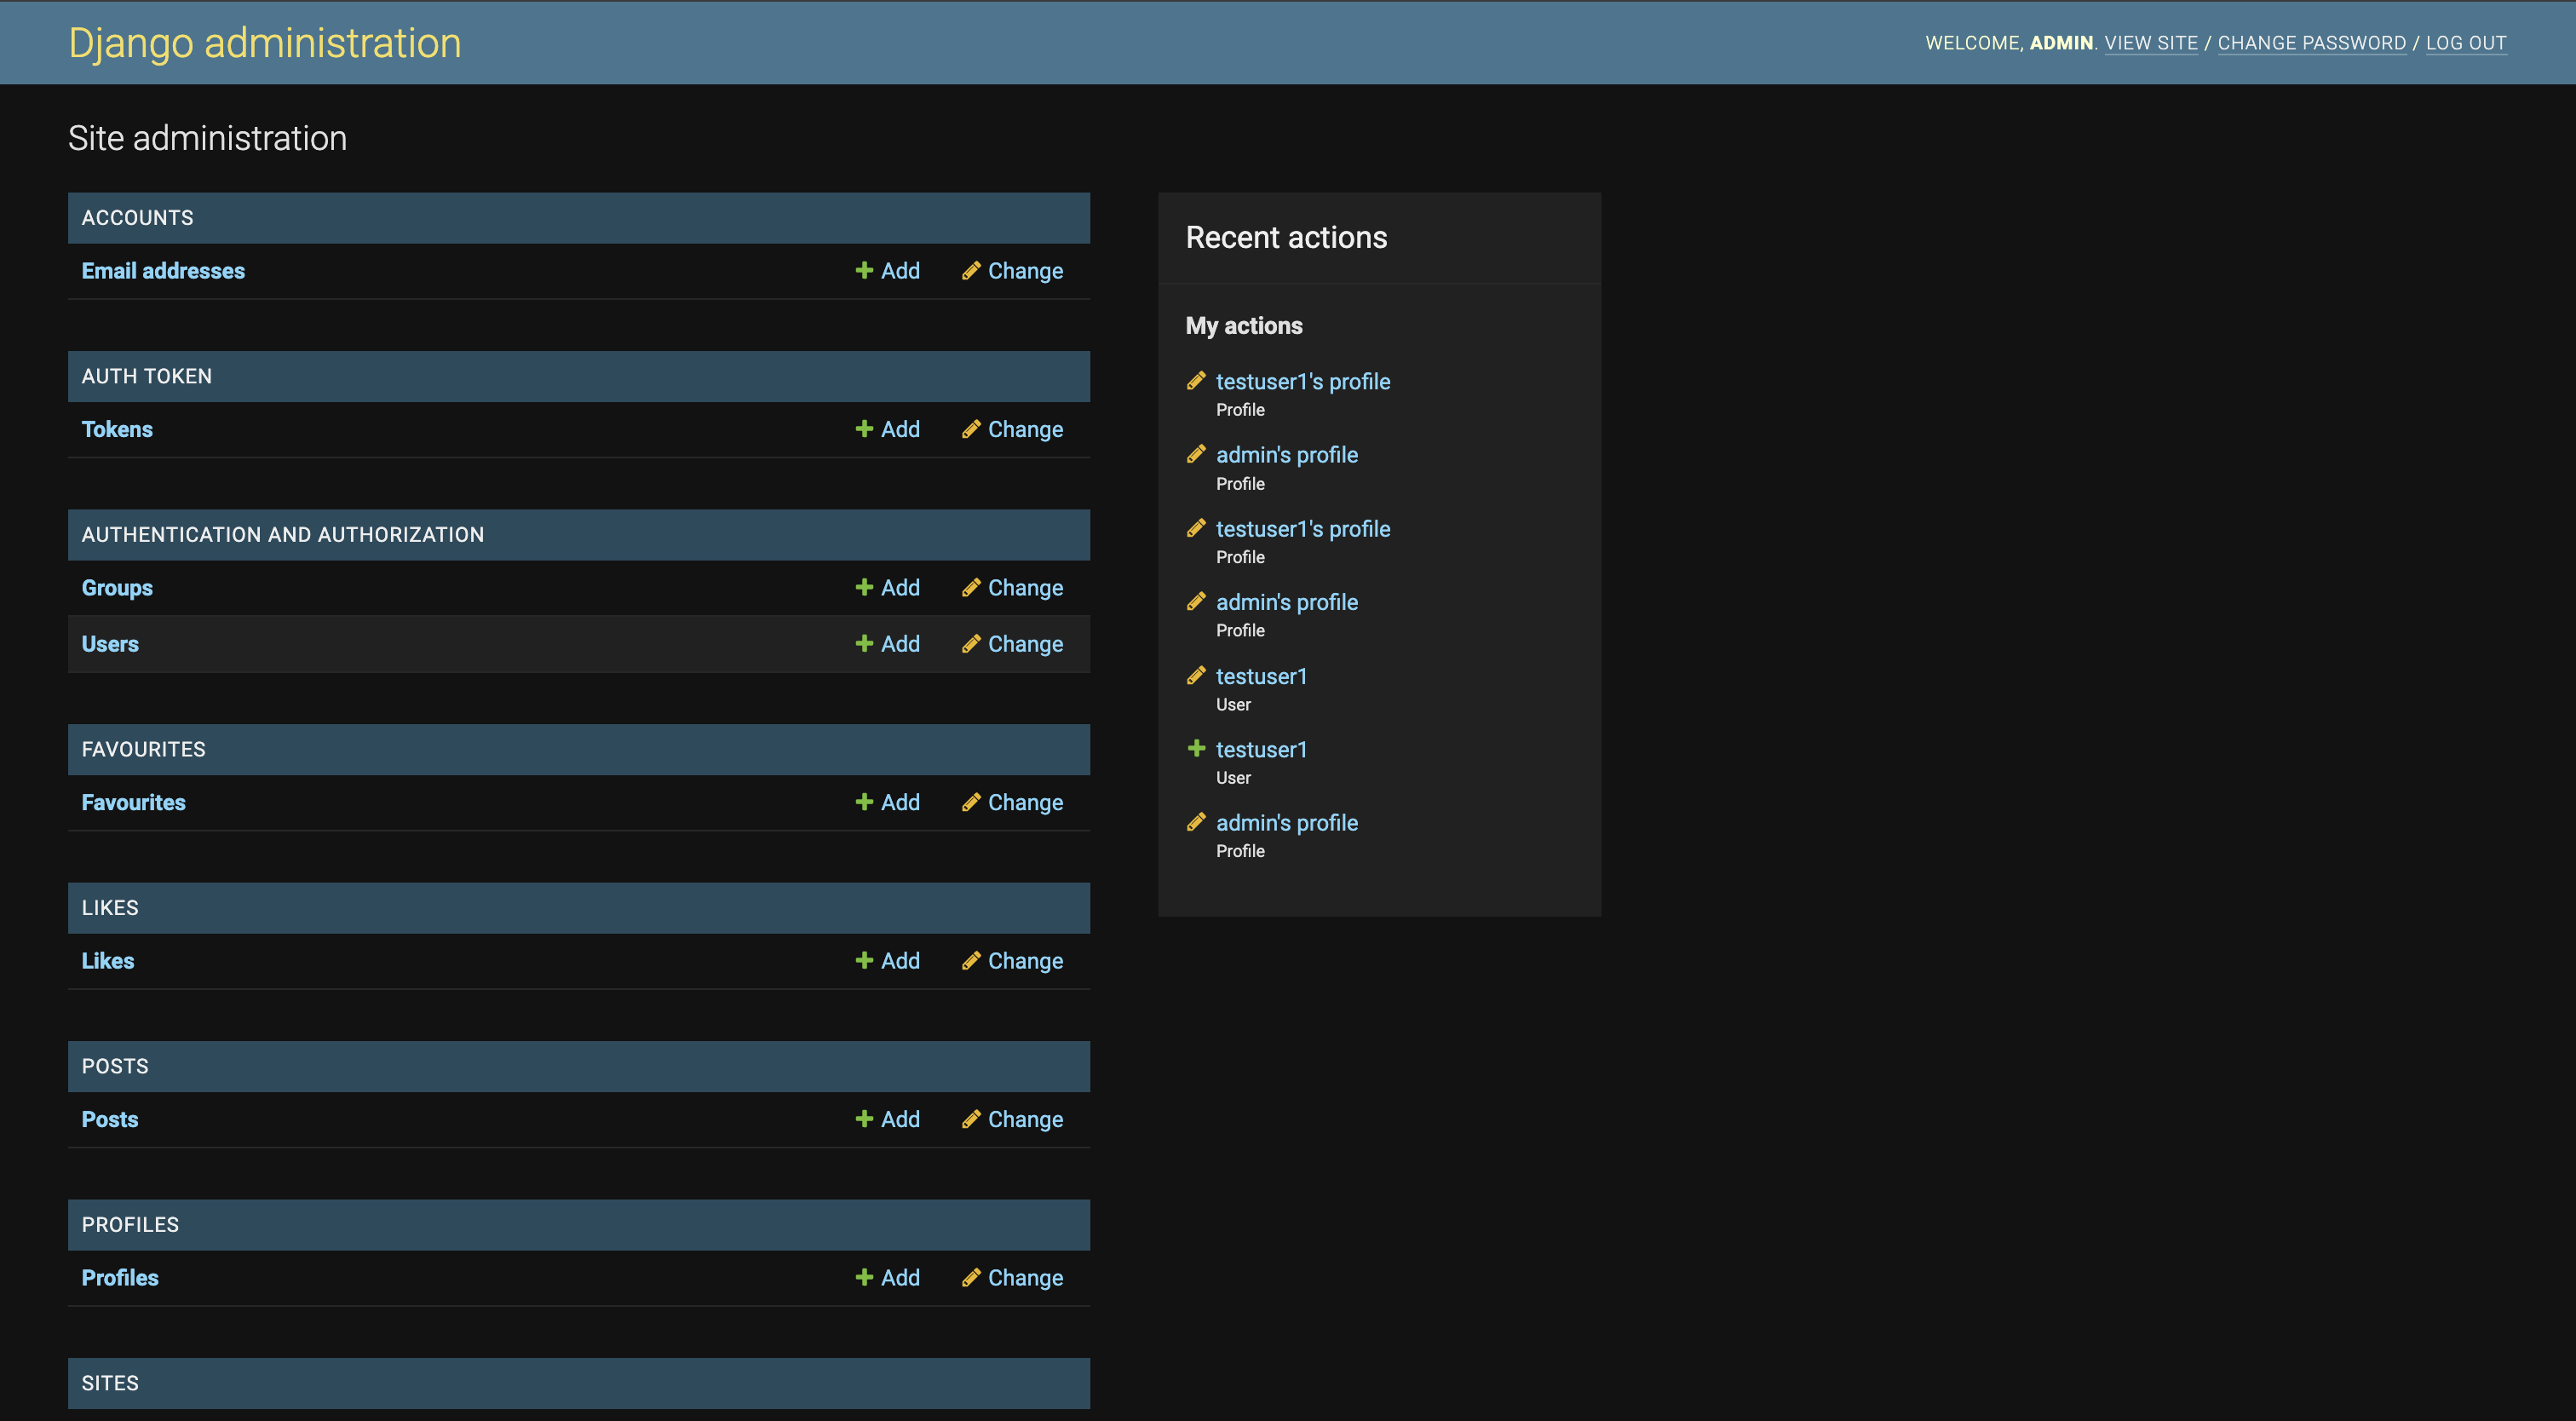 Django administration
WELCOME, ADMIN. VIEW SITE / CHANGE PASSWORD / LOG OUT
Site administration
ACCOUNTS
Email addresses Add Change
AUTH TOKEN
Tokens Add Change
AUTHENTICATION AND AUTHORIZATION
Groups Add Change
Users Add Change
FAVOURITES
Favourites Add Change
LIKES
Likes Add Change
POSTS
Posts Add Change
PROFILES
Profiles Add Change
SITES
Recent actions
My actions
testuser1's profile
Profile
admin's profile
Profile
testuser1's profile
Profile
admin's profile
Profile
testuser1
User
testuser1
User
admin's profile
Profile